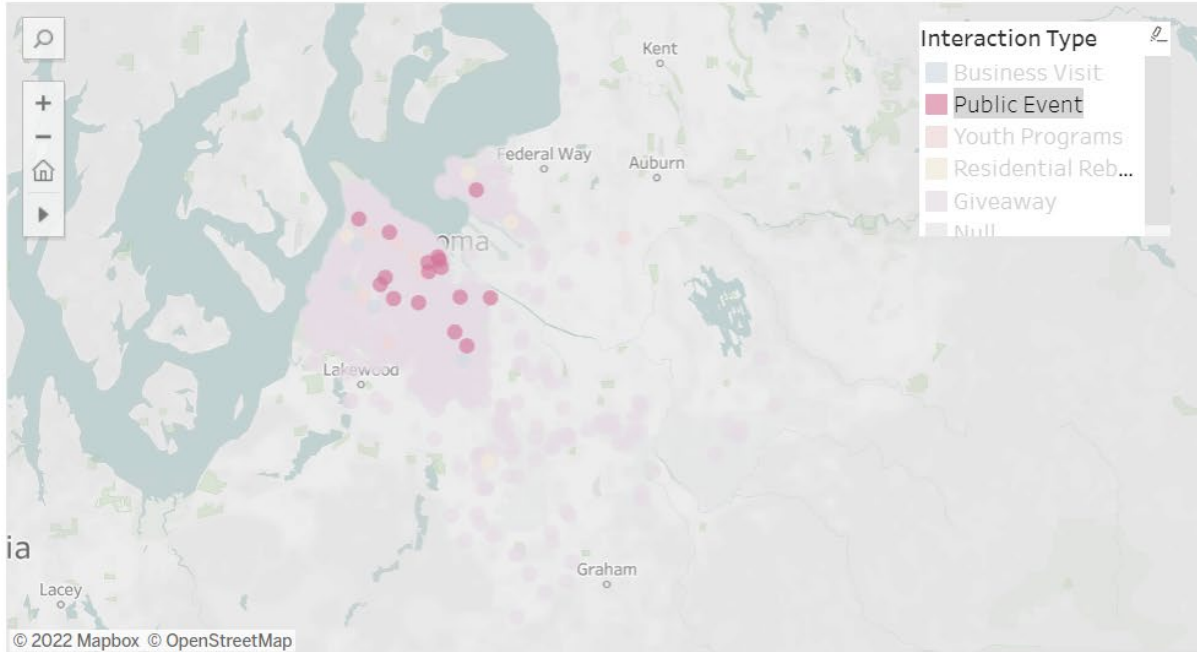 Interaction Type
Business Visit
Public Event
Youth Programs
Residential Reb...
Giveaway
Null
Kent
Federal Way
Auburn
oma
Lakewood
Graham
ia
Lacey
© 2022 Mapbox © OpenStreetMap